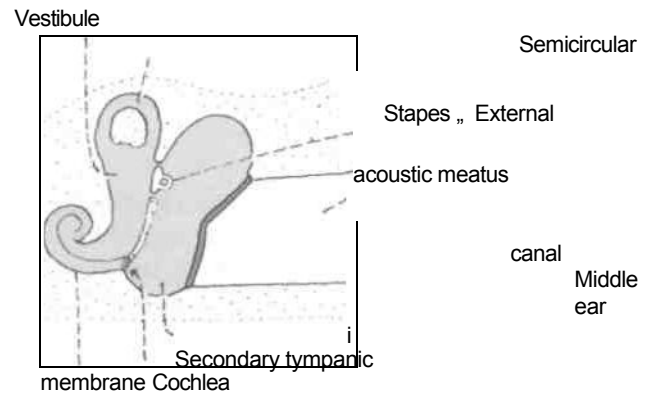 Vestibule
Semicircular
Stapes „ External
acoustic meatus
canal
Middle
ear
i
Secondary tympanic
membrane Cochlea